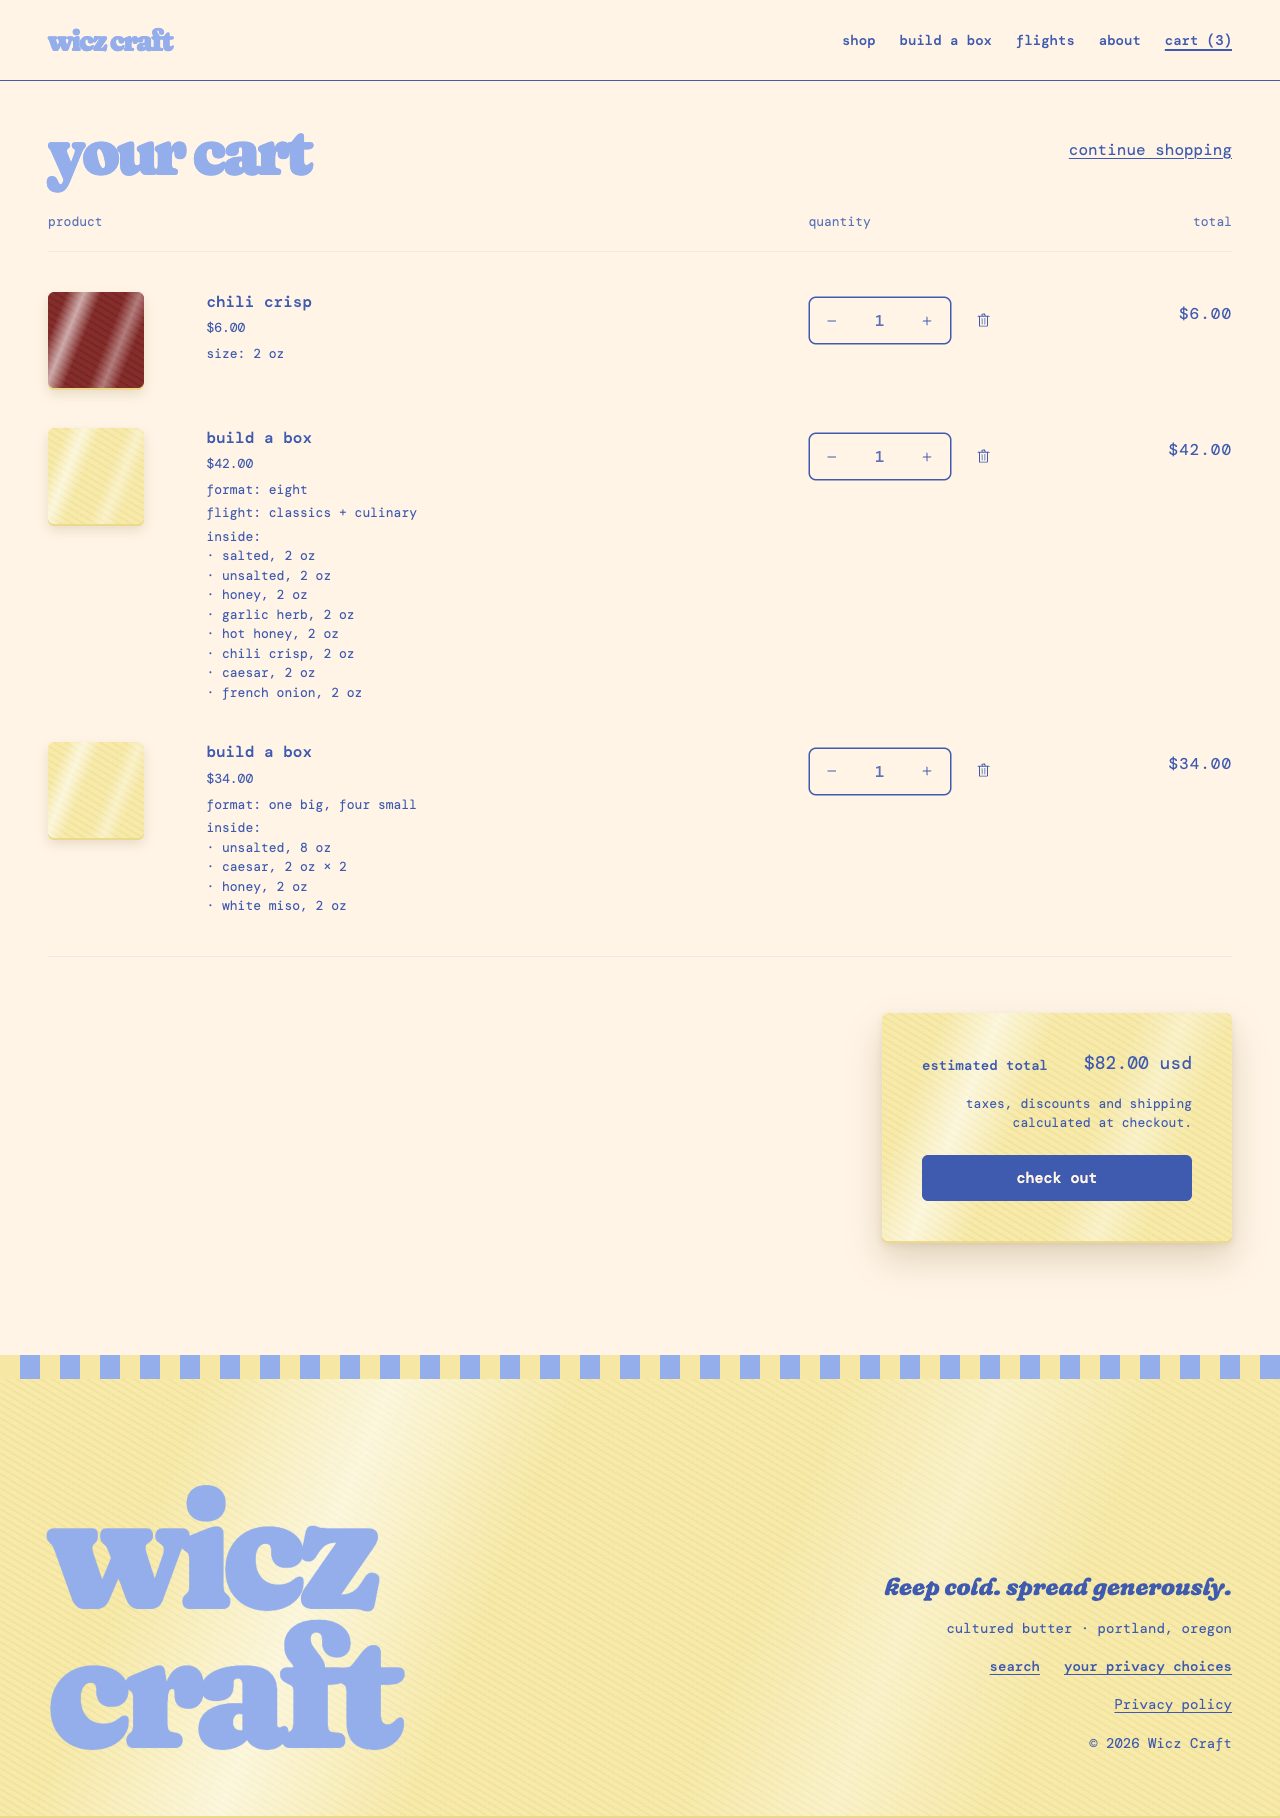 wicz craft
shop build a box flights about cart (3)
your cart
continue shopping
product quantity total
chili crisp
$6.00
size: 2 oz
− 1 +
$6.00
build a box
$42.00
format: eight
flight: classics + culinary
inside:
· salted, 2 oz
· unsalted, 2 oz
· honey, 2 oz
· garlic herb, 2 oz
· hot honey, 2 oz
· chili crisp, 2 oz
· caesar, 2 oz
· french onion, 2 oz
− 1 +
$42.00
build a box
$34.00
format: one big, four small
inside:
· unsalted, 8 oz
· caesar, 2 oz × 2
· honey, 2 oz
· white miso, 2 oz
− 1 +
$34.00
estimated total $82.00 usd
taxes, discounts and shipping
calculated at checkout.
check out
wicz
craft
keep cold. spread generously.
cultured butter · portland, oregon
search your privacy choices
Privacy policy
© 2026 Wicz Craft